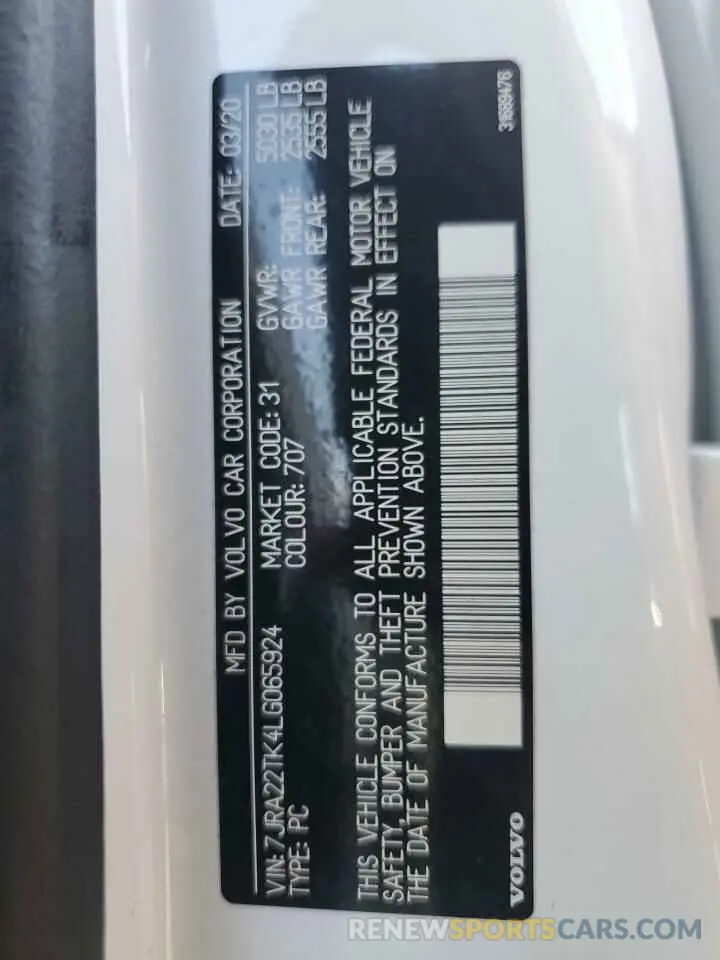 MFD BY VOLVO CAR CORPORATION DATE: 03/20
VIN: 7JRA22TK4LG065924
TYPE: PC
MARKET CODE: 31
COLOUR: 707
GVWR: 5030 LB
GAWR FRONT: 2535 LB
GAWR REAR: 2555 LB
THIS VEHICLE CONFORMS TO ALL APPLICABLE FEDERAL MOTOR VEHICLE
SAFETY, BUMPER AND THEFT PREVENTION STANDARDS IN EFFECT ON
THE DATE OF MANUFACTURE SHOWN ABOVE.
VOLVO
31689476
RENEWSPORTSCARS.COM